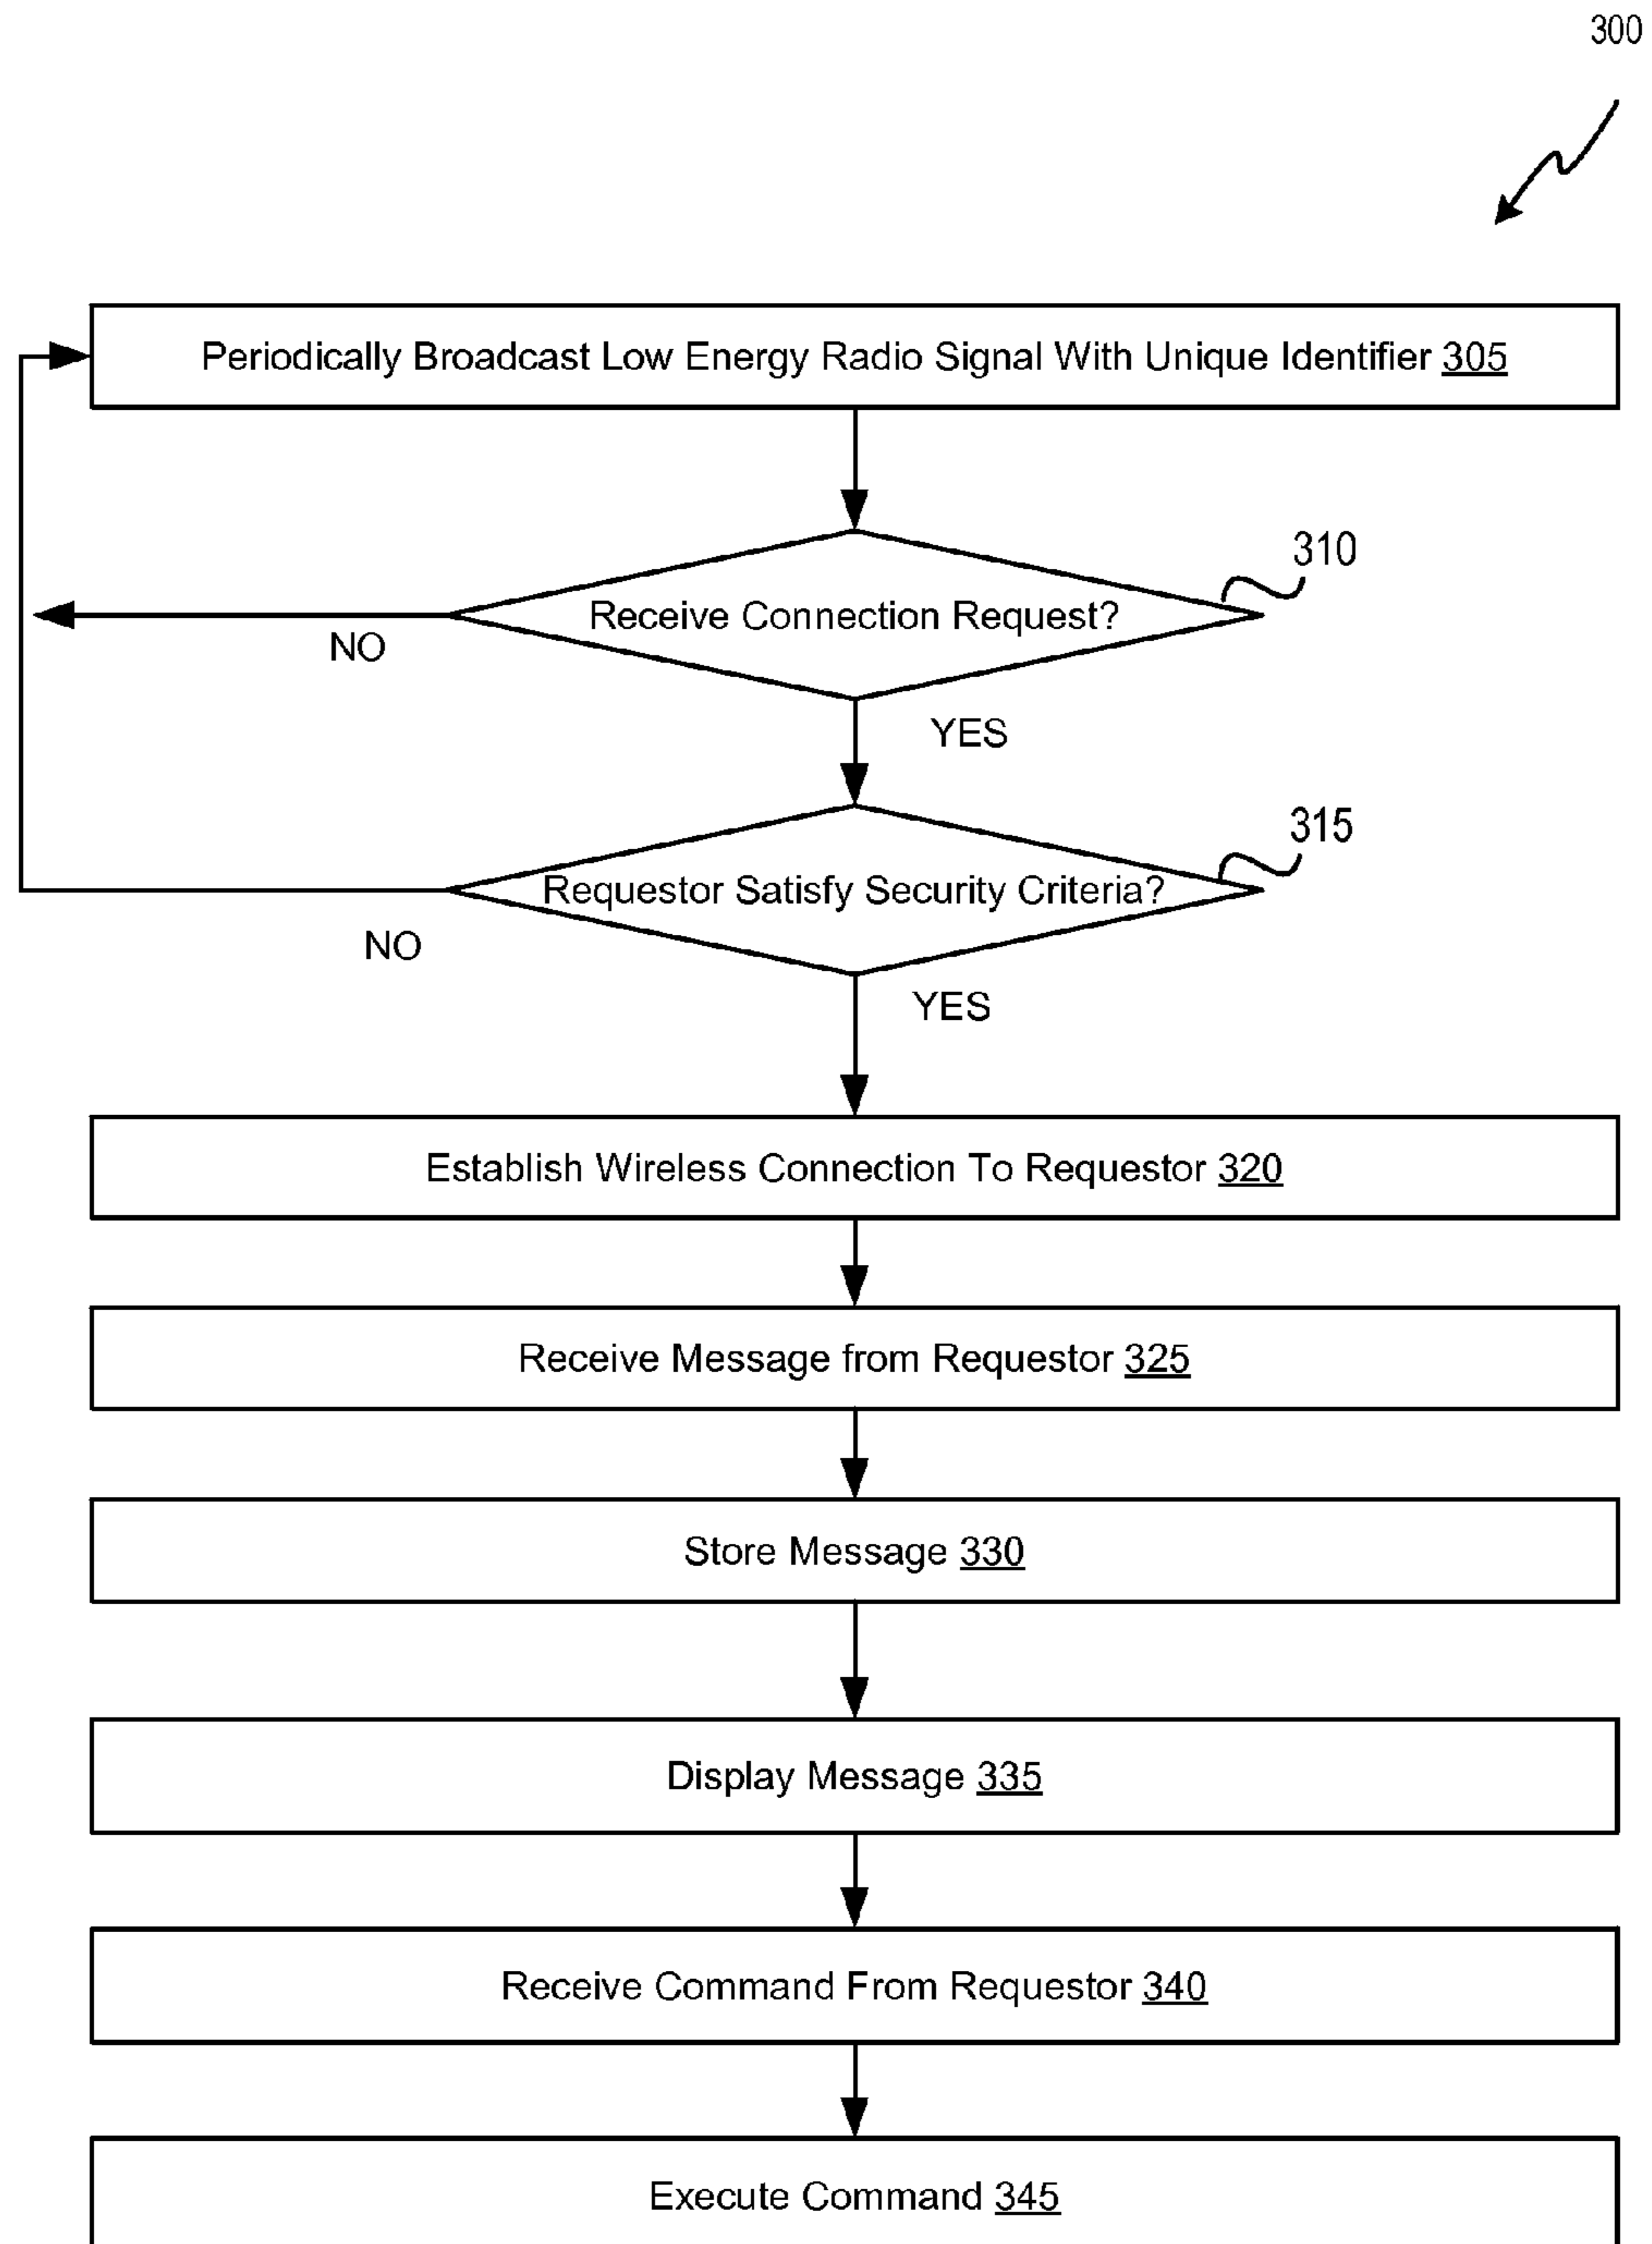 300
Periodically Broadcast Low Energy Radio Signal With Unique Identifier 305
310
Receive Connection Request?
NO
YES
315
Requestor Satisfy Security Criteria?
NO
YES
Establish Wireless Connection To Requestor 320
Receive Message from Requestor 325
Store Message 330
Display Message 335
Receive Command From Requestor 340
Execute Command 345